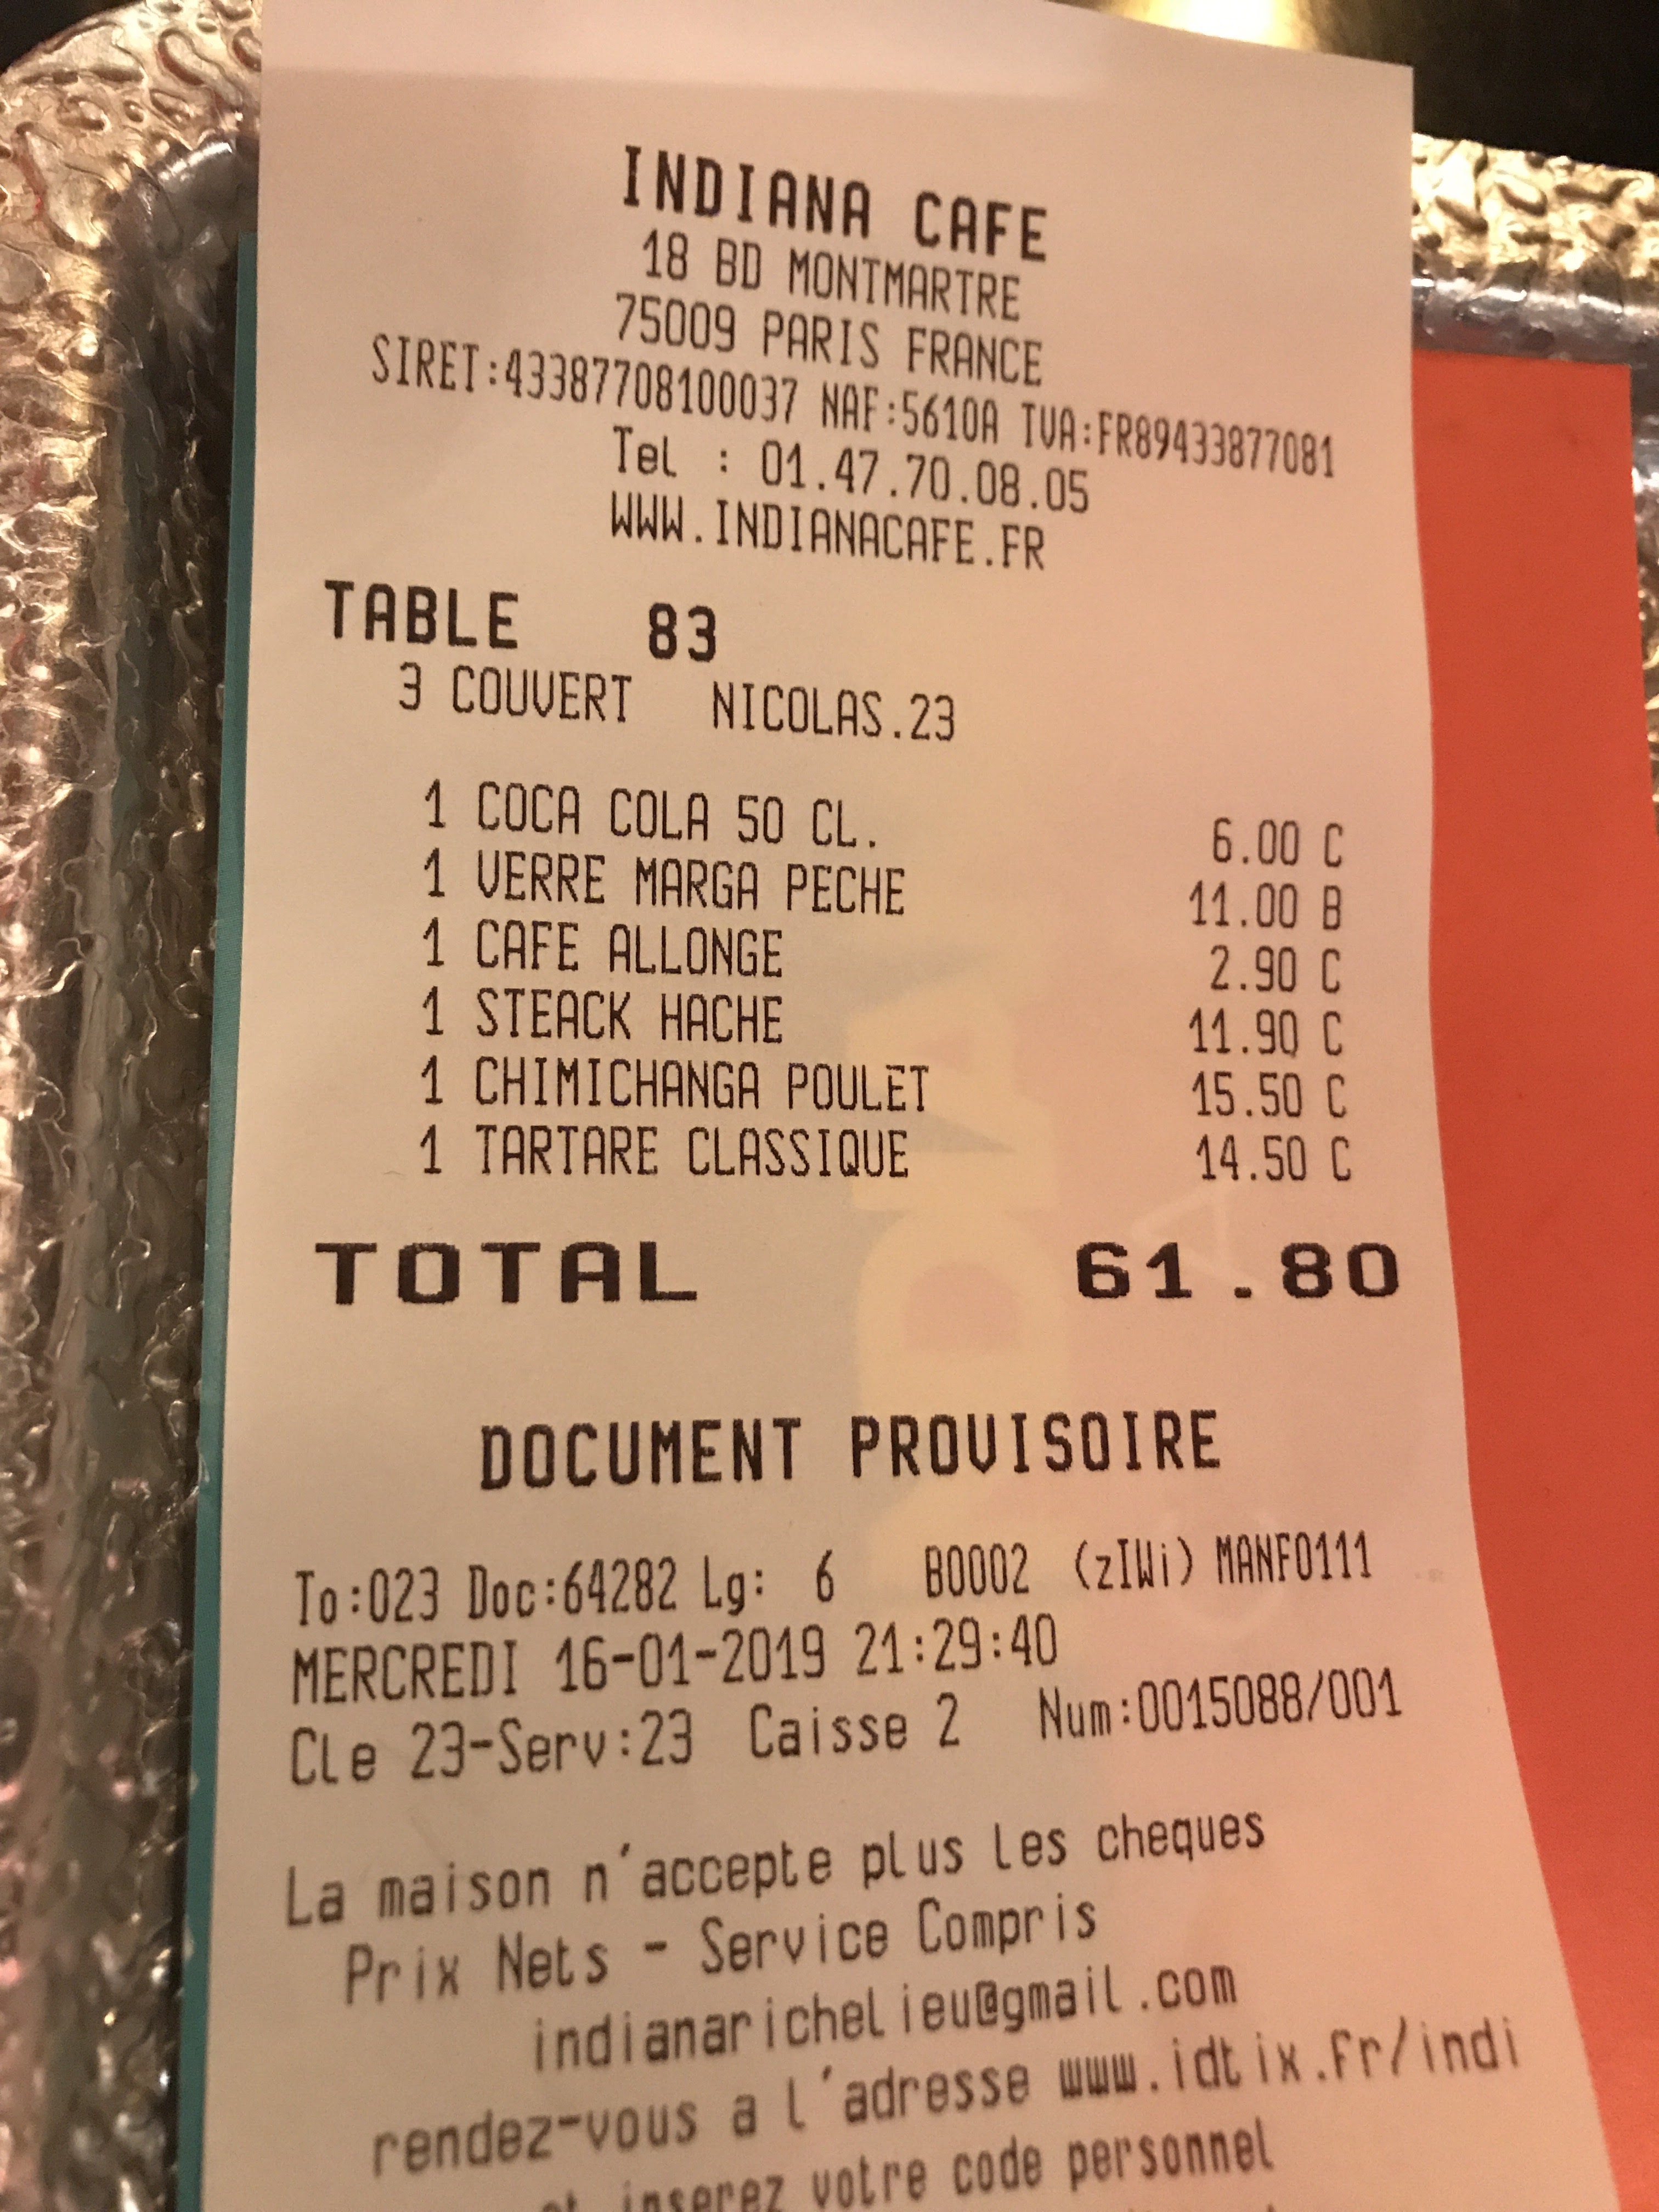 INDIANA CAFE
18 BD MONTMARTRE
75009 PARIS FRANCE
SIRET:43387708100037 NAF:5610A TVA:FR89433877081
Tel : 01.47.70.08.05
WWW.INDIANACAFE.FR
TABLE 83
3 COUVERT NICOLAS.23
1 COCA COLA 50 CL. 6.00 C
1 VERRE MARGA PECHE 11.00 B
1 CAFE ALLONGE 2.90 C
1 STEACK HACHE 11.90 C
1 CHIMICHANGA POULET 15.50 C
1 TARTARE CLASSIQUE 14.50 C
TOTAL 61.80
DOCUMENT PROVISOIRE
To:023 Doc:64282 Lg: 6 B0002 (zIWi) MANF0111
MERCREDI 16-01-2019 21:29:40
Cle 23-Serv:23 Caisse 2 Num:0015088/001
La maison n'accepte plus les cheques
Prix Nets - Service Compris
indianarichelieu@gmail.com
rendez-vous a l'adresse www.idtix.fr/indi
et inserez votre code personnel